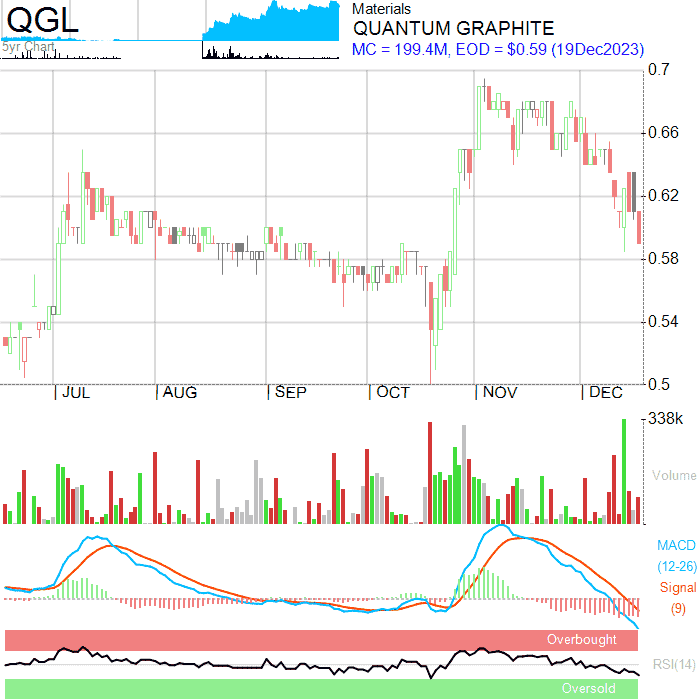 QGL
5yr Chart
Materials
QUANTUM GRAPHITE
MC = 199.4M, EOD = $0.59 (19Dec2023)
0.7
0.66
0.62
0.58
0.54
0.5
JUL AUG SEP OCT NOV DEC
338k
Volume
MACD
(12-26)
Signal
(9)
Overbought
RSI(14)
Oversold